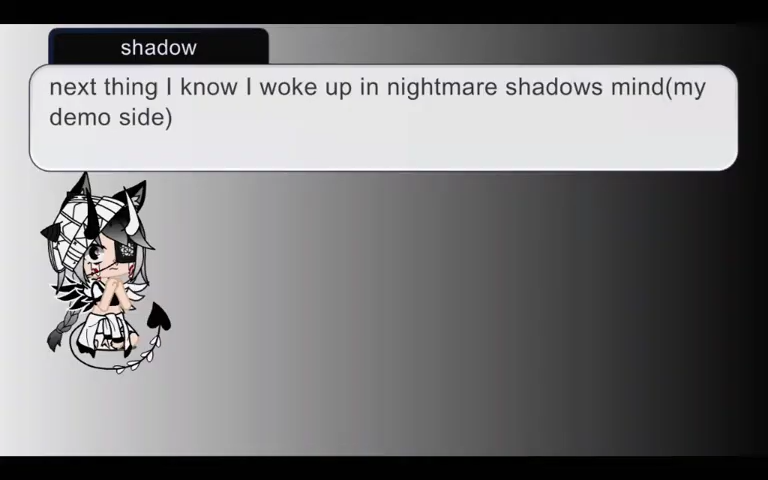 shadow
next thing I know I woke up in nightmare shadows mind(my
demo side)